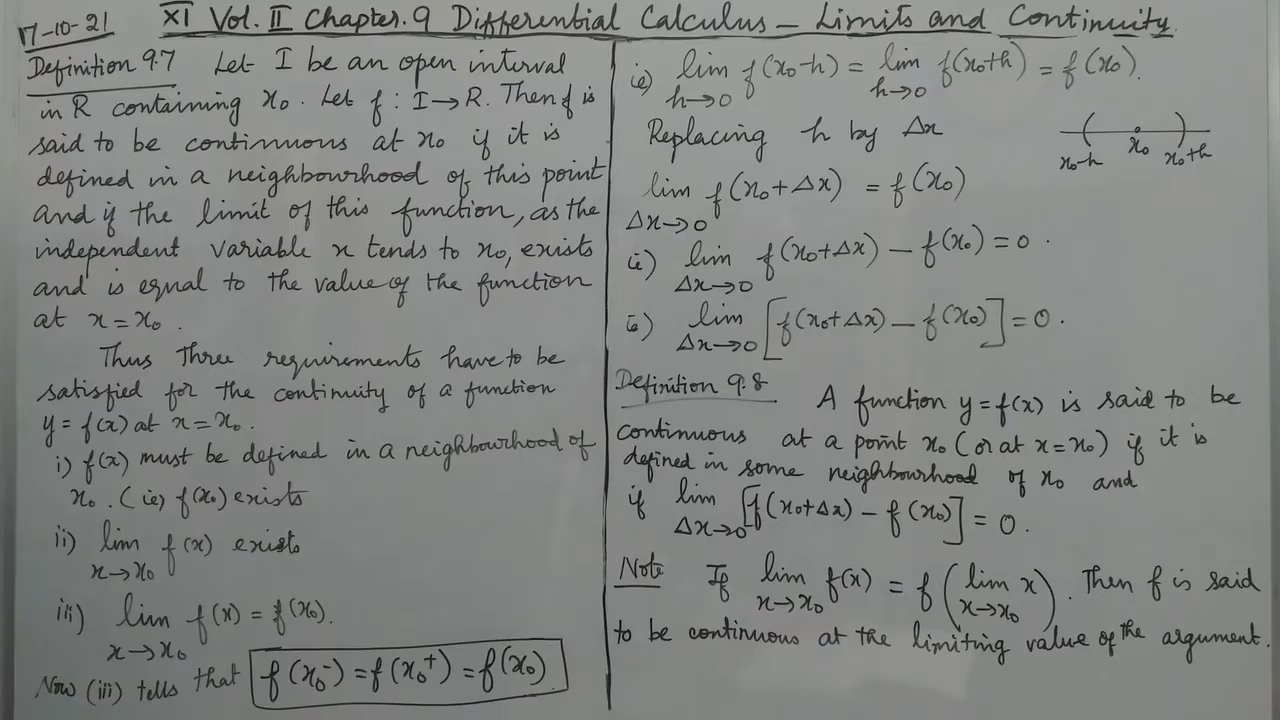 17-10-21
XI Vol. II Chapter. 9 Differential Calculus - Limits and Continuity.
Definition 9.7 Let I be an open interval
in R containing x₀. Let f : I → R. Then f is
said to be continuous at x₀ if it is
defined in a neighbourhood of this point
and if the limit of this function, as the
independent variable x tends to x₀, exists
and is equal to the value of the function
at x = x₀.
Thus three requirements have to be
satisfied for the continuity of a function
y = f(x) at x = x₀.
i) f(x) must be defined in a neighbourhood of
x₀. (ie) f(x₀) exists
ii) lim f(x) exists
x→x₀
iii) lim f(x) = f(x₀).
x→x₀
Now (iii) tells that f(x₀⁻) = f(x₀⁺) = f(x₀)
ie) lim f(x₀-h) = lim f(x₀+h) = f(x₀).
h→0 h→0
Replacing h by Δx
x₀-h x₀ x₀+h
lim f(x₀+Δx) = f(x₀)
Δx→0
ie) lim f(x₀+Δx) - f(x₀) = 0.
Δx→0
ie) lim [f(x₀+Δx) - f(x₀)] = 0.
Δx→0
Definition 9.8 A function y = f(x) is said to be
continuous at a point x₀ (or at x = x₀) if it is
defined in some neighbourhood of x₀ and
if lim [f(x₀+Δx) - f(x₀)] = 0.
Δx→0
Note If lim f(x) = f(lim x). Then f is said
x→x₀ x→x₀
to be continuous at the limiting value of the argument.